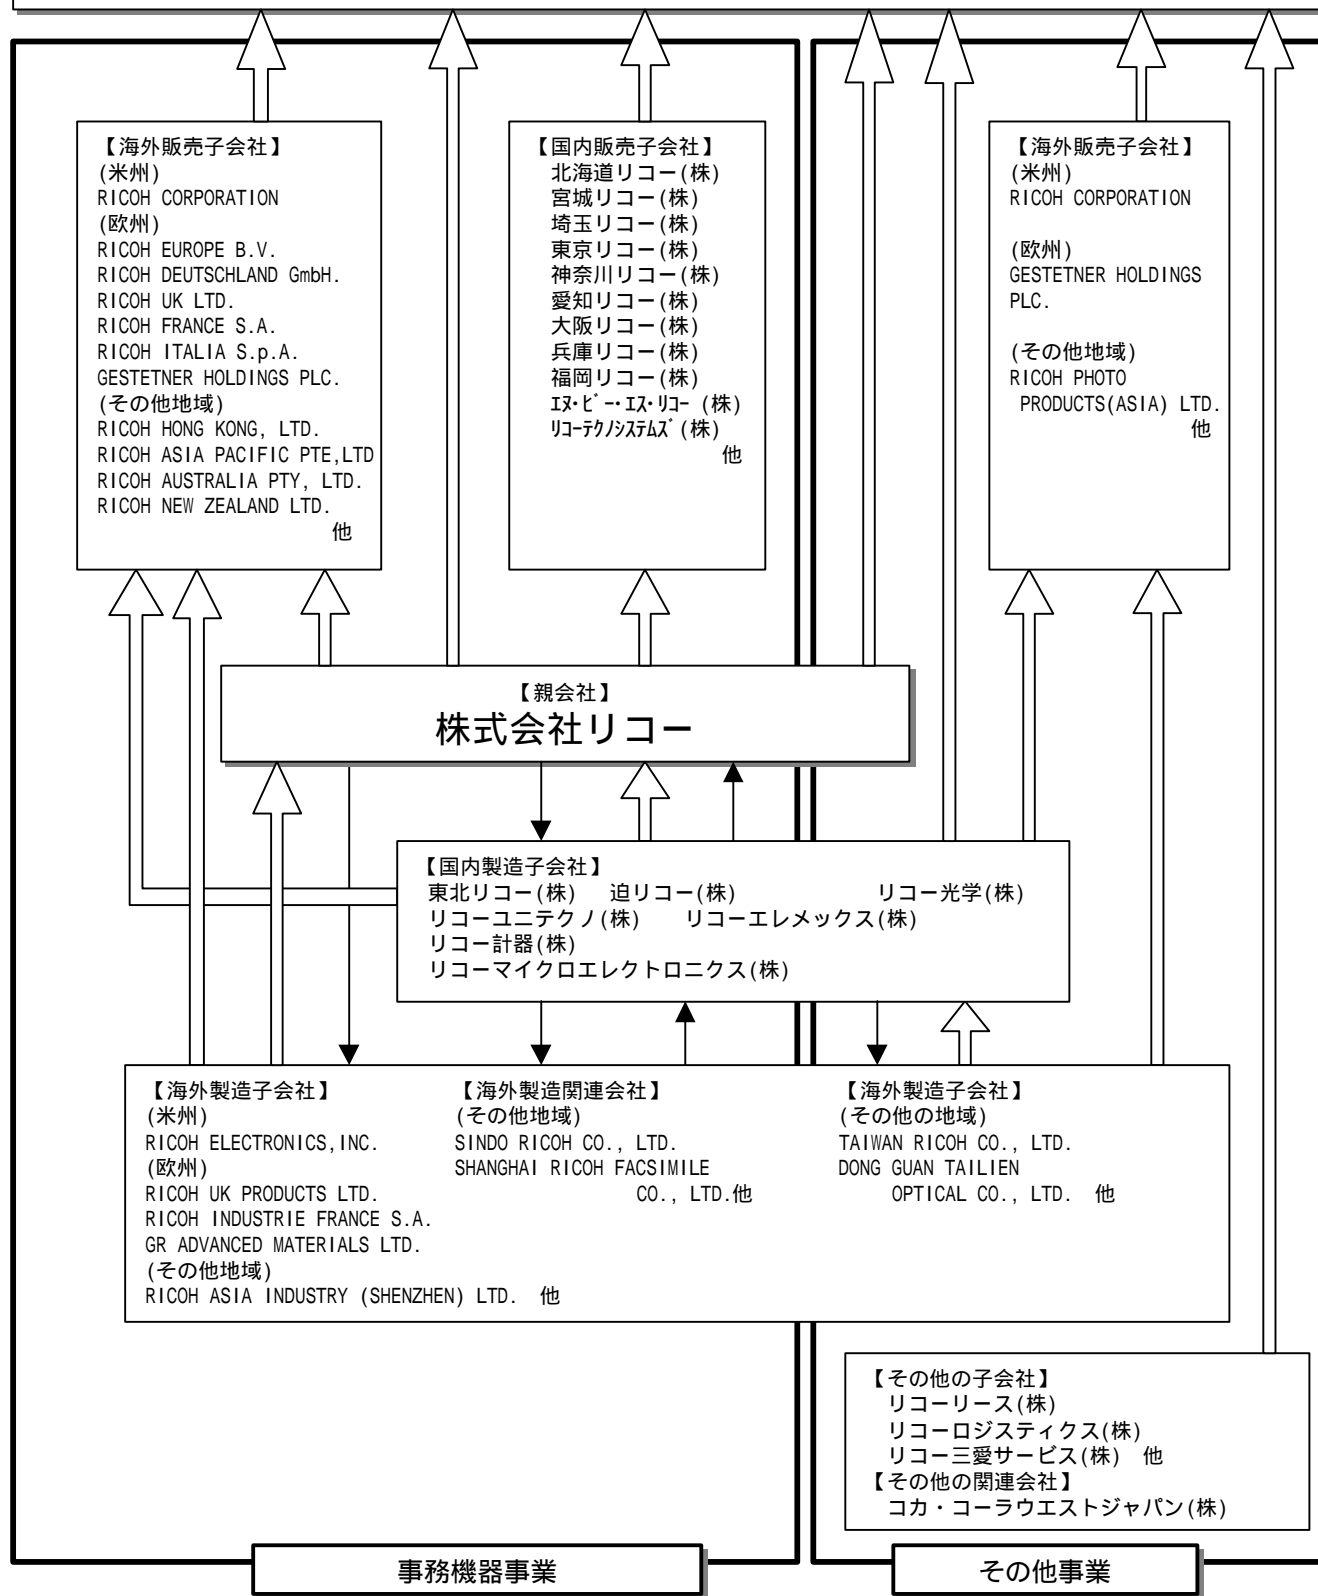 【海外販売子会社】
(米州)
RICOH CORPORATION
(欧州)
RICOH EUROPE B.V.
RICOH DEUTSCHLAND GmbH.
RICOH UK LTD.
RICOH FRANCE S.A.
RICOH ITALIA S.p.A.
GESTETNER HOLDINGS PLC.
(その他地域)
RICOH HONG KONG, LTD.
RICOH ASIA PACIFIC PTE,LTD
RICOH AUSTRALIA PTY, LTD.
RICOH NEW ZEALAND LTD.
他
【国内販売子会社】
北海道リコー(株)
宮城リコー(株)
埼玉リコー(株)
東京リコー(株)
神奈川リコー(株)
愛知リコー(株)
大阪リコー(株)
兵庫リコー(株)
福岡リコー(株)
ｴﾇ･ﾋﾞｰ･ｴｽ･ﾘｺｰ (株)
ﾘｺｰﾃｸﾉｼｽﾃﾑｽﾞ(株)
他
【海外販売子会社】
(米州)
RICOH CORPORATION
(欧州)
GESTETNER HOLDINGS
PLC.
(その他地域)
RICOH PHOTO
PRODUCTS(ASIA) LTD.
他
【親会社】
株式会社リコー
【国内製造子会社】
東北リコー(株) 迫リコー(株) リコー光学(株)
リコーユニテクノ(株) リコーエレメックス(株)
リコー計器(株)
リコーマイクロエレクトロニクス(株)
【海外製造子会社】
(米州)
RICOH ELECTRONICS,INC.
(欧州)
RICOH UK PRODUCTS LTD.
RICOH INDUSTRIE FRANCE S.A.
GR ADVANCED MATERIALS LTD.
(その他地域)
RICOH ASIA INDUSTRY (SHENZHEN) LTD. 他
【海外製造関連会社】
(その他地域)
SINDO RICOH CO., LTD.
SHANGHAI RICOH FACSIMILE
CO., LTD.他
【海外製造子会社】
(その他の地域)
TAIWAN RICOH CO., LTD.
DONG GUAN TAILIEN
OPTICAL CO., LTD. 他
【その他の子会社】
リコーリース(株)
リコーロジスティクス(株)
リコー三愛サービス(株) 他
【その他の関連会社】
コカ・コーラウエストジャパン(株)
事務機器事業
その他事業